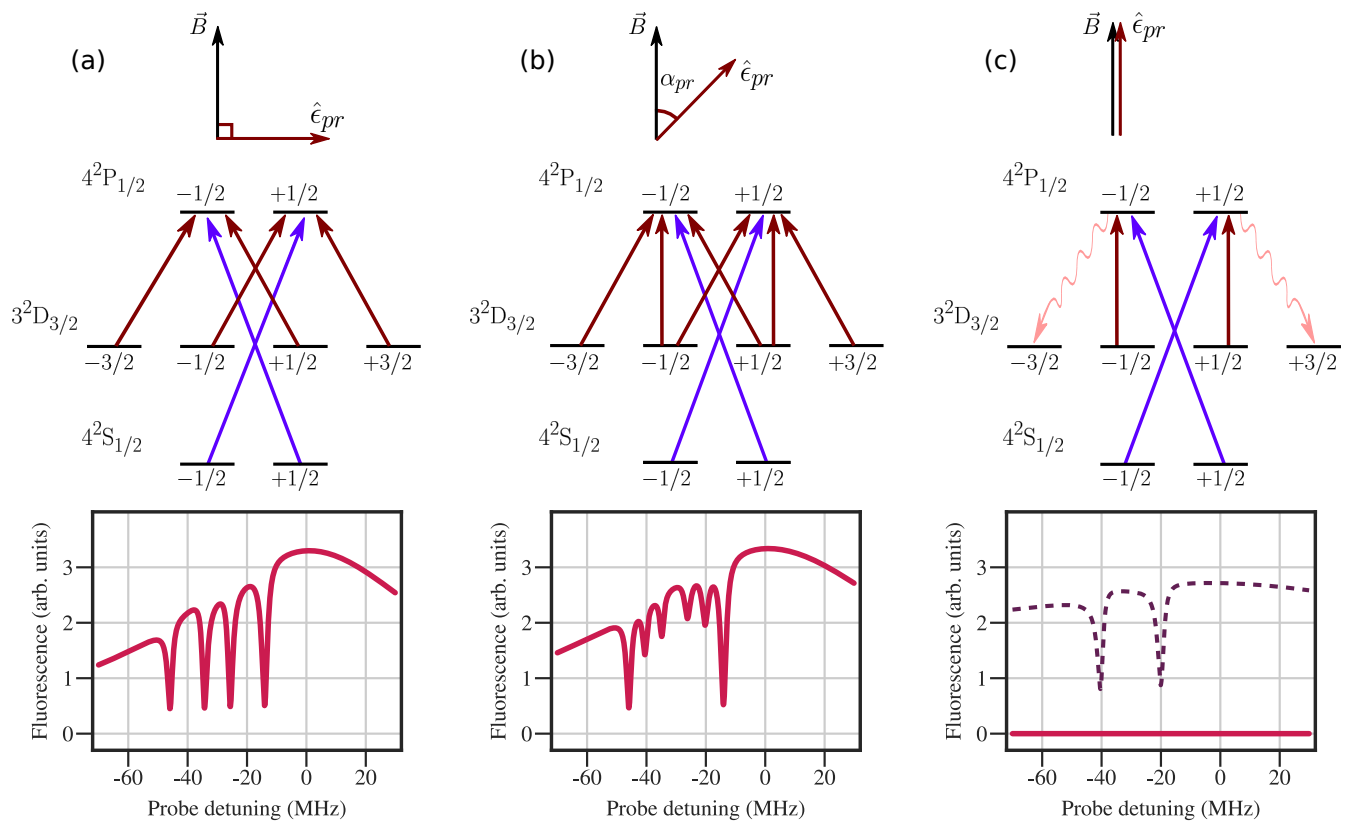 (a)
B⃗
ε̂pr
4²P1/2
−1/2
+1/2
3²D3/2
−3/2
−1/2
+1/2
+3/2
4²S1/2
−1/2
+1/2
Fluorescence (arb. units)
3
2
1
0
-60
-40
-20
0
20
Probe detuning (MHz)
(b)
B⃗
αpr
ε̂pr
4²P1/2
−1/2
+1/2
3²D3/2
−3/2
−1/2
+1/2
+3/2
4²S1/2
−1/2
+1/2
Fluorescence (arb. units)
3
2
1
0
-60
-40
-20
0
20
Probe detuning (MHz)
(c)
B⃗
ε̂pr
4²P1/2
−1/2
+1/2
3²D3/2
−3/2
−1/2
+1/2
+3/2
4²S1/2
−1/2
+1/2
Fluorescence (arb. units)
3
2
1
0
-60
-40
-20
0
20
Probe detuning (MHz)